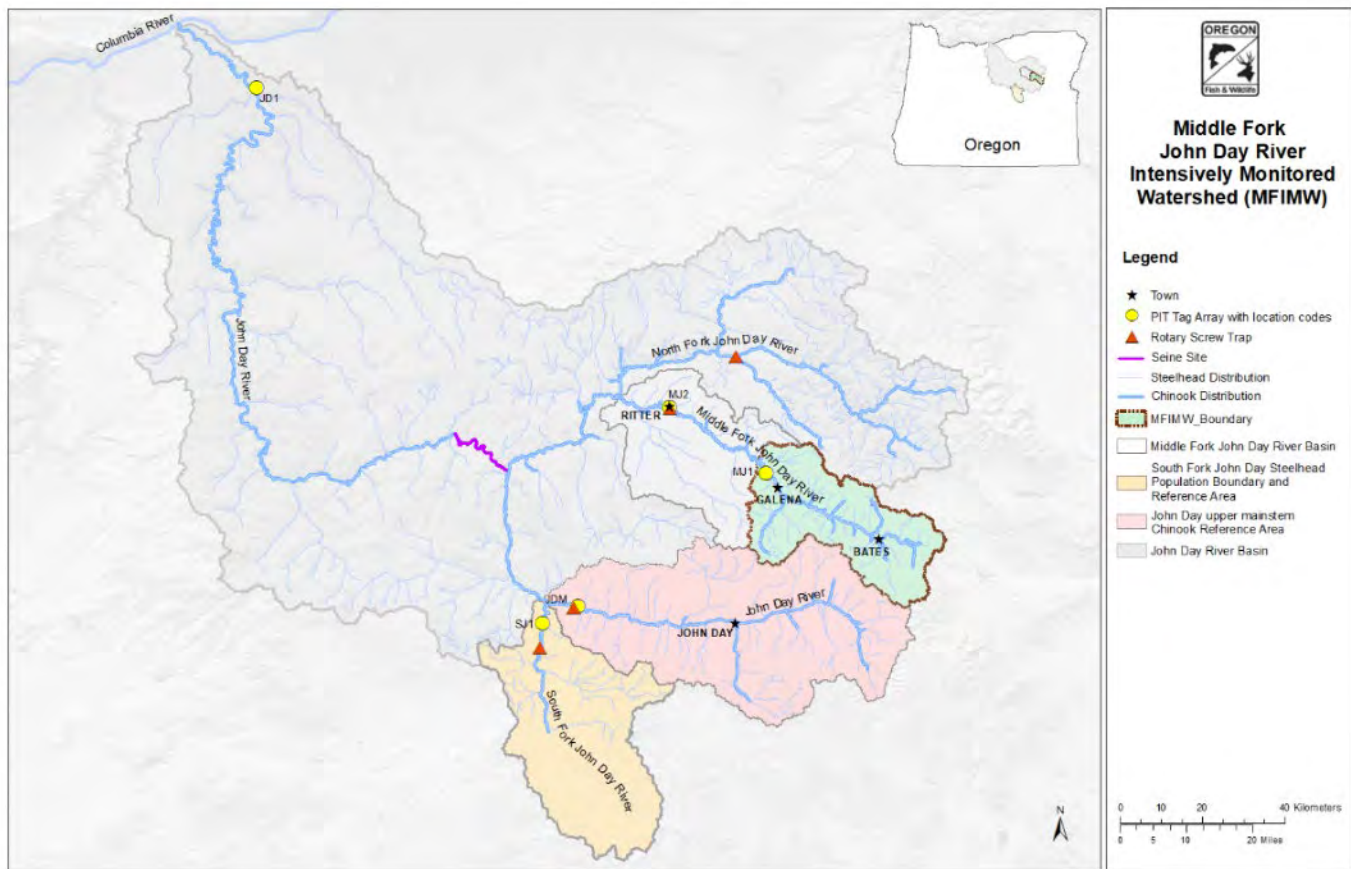 Columbia River
JD1
John Day River
North Fork John Day River
MJ2
RITTER
Middle Fork John Day River
MJ1
GALENA
BATES
JDM
John Day River
JOHN DAY
SJ1
South Fork John Day River
Oregon
N
OREGON
Fish & Wildlife
Middle Fork
John Day River
Intensively Monitored
Watershed (MFIMW)
Legend
Town
PIT Tag Array with location codes
Rotary Screw Trap
Seine Site
Steelhead Distribution
Chinook Distribution
MFIMW_Boundary
Middle Fork John Day River Basin
South Fork John Day Steelhead
Population Boundary and
Reference Area
John Day upper mainstem
Chinook Reference Area
John Day River Basin
0 10 20 40 Kilometers
0 5 10 20 Miles